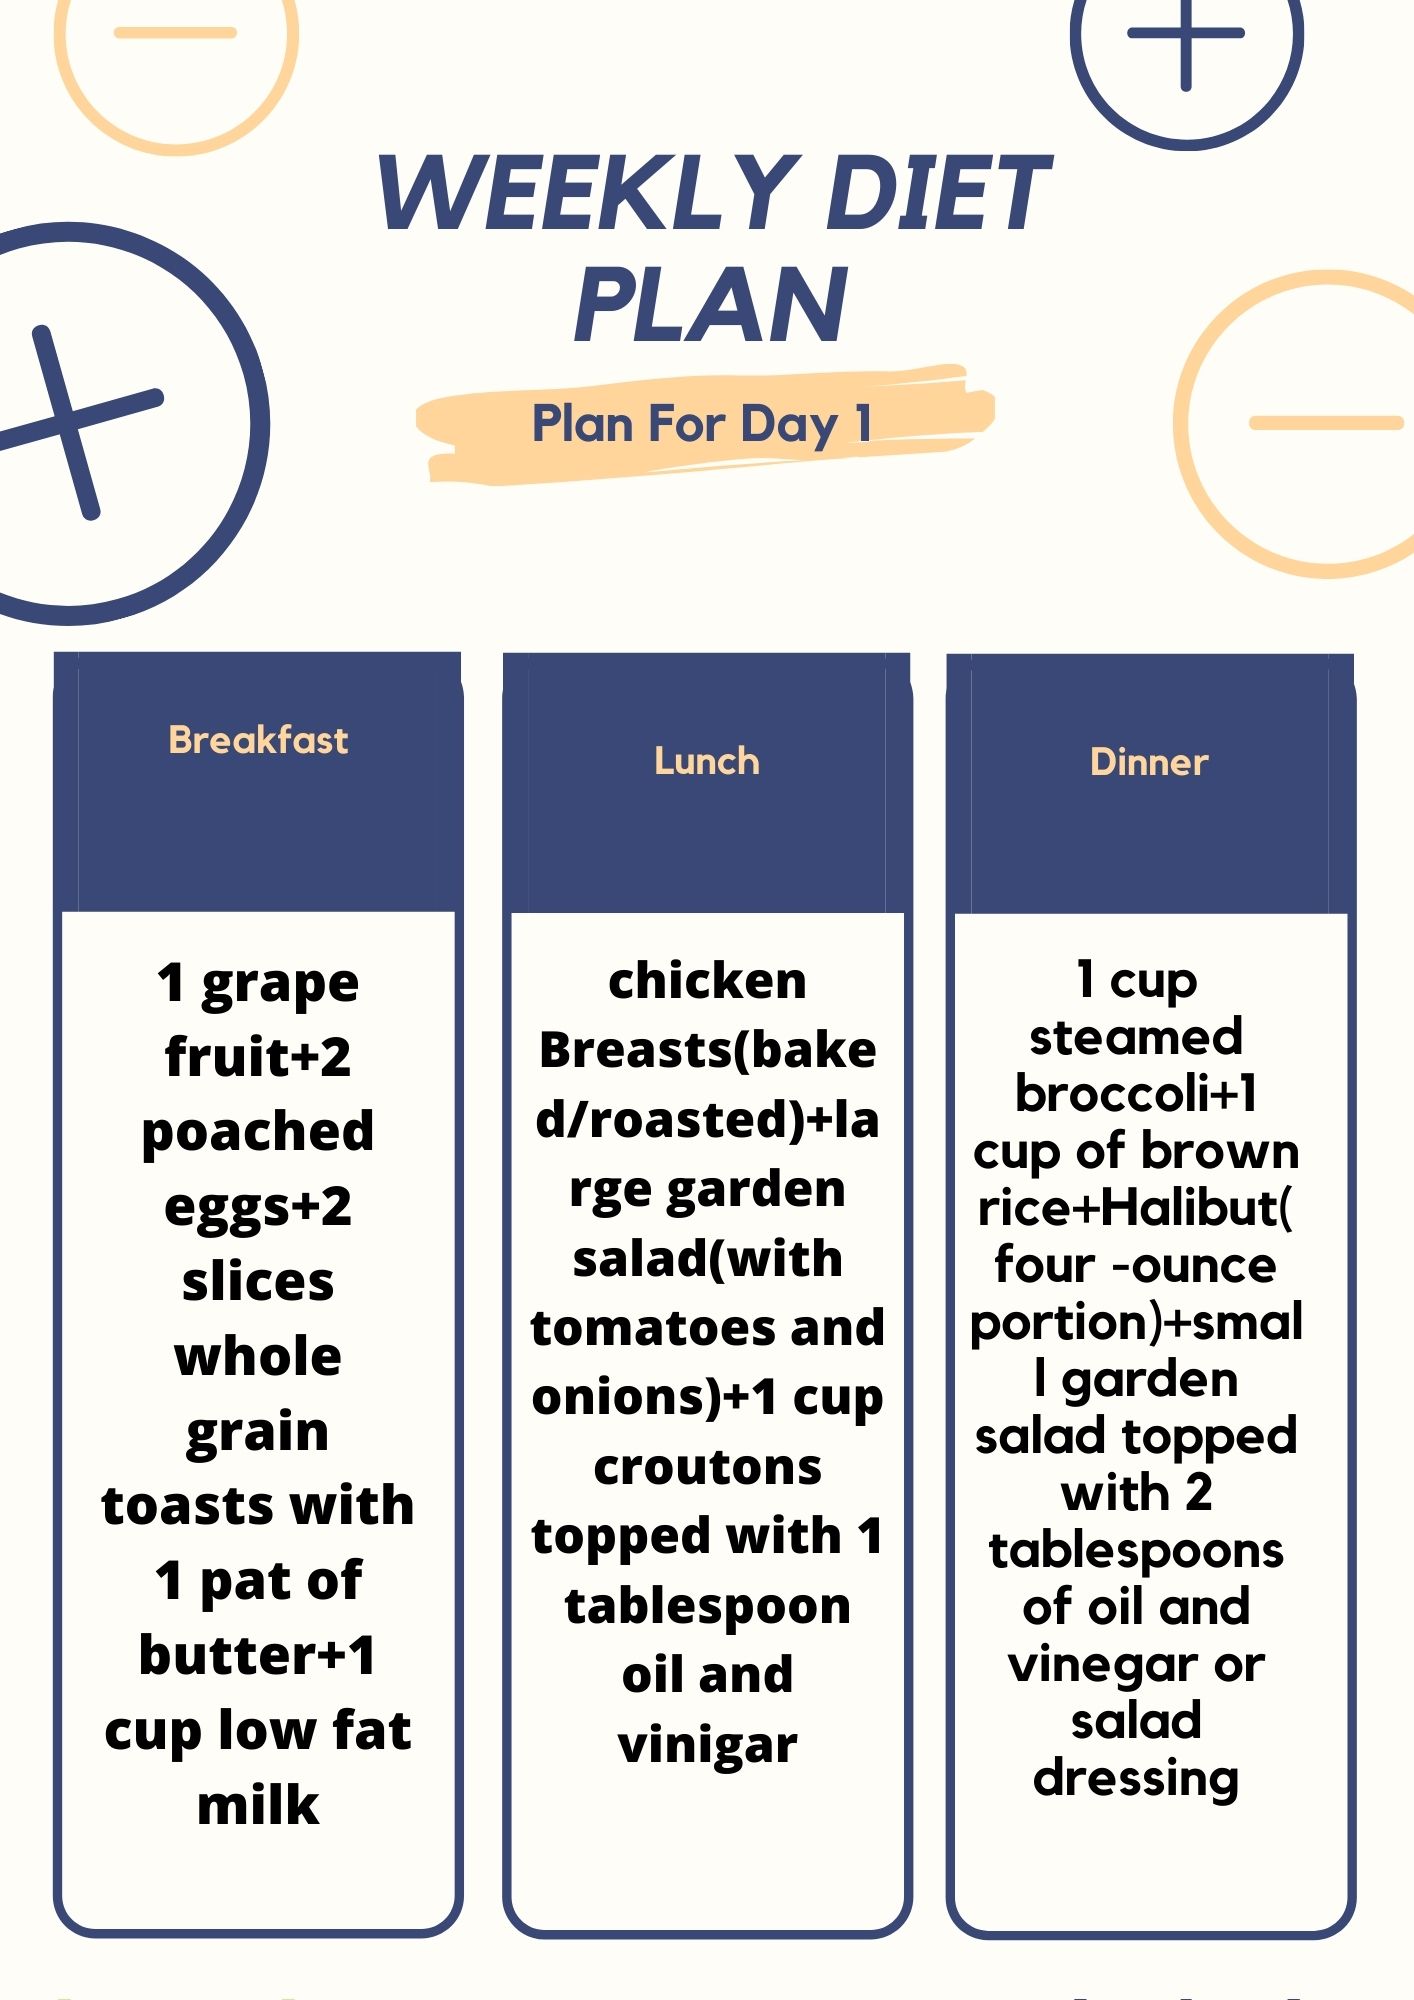 WEEKLY DIET
PLAN
Plan For Day 1
Breakfast
1 grape
fruit+2
poached
eggs+2
slices
whole
grain
toasts with
1 pat of
butter+1
cup low fat
milk
Lunch
chicken
Breasts(bake
d/roasted)+la
rge garden
salad(with
tomatoes and
onions)+1 cup
croutons
topped with 1
tablespoon
oil and
vinigar
Dinner
1 cup
steamed
broccoli+1
cup of brown
rice+Halibut(
four -ounce
portion)+smal
l garden
salad topped
with 2
tablespoons
of oil and
vinegar or
salad
dressing